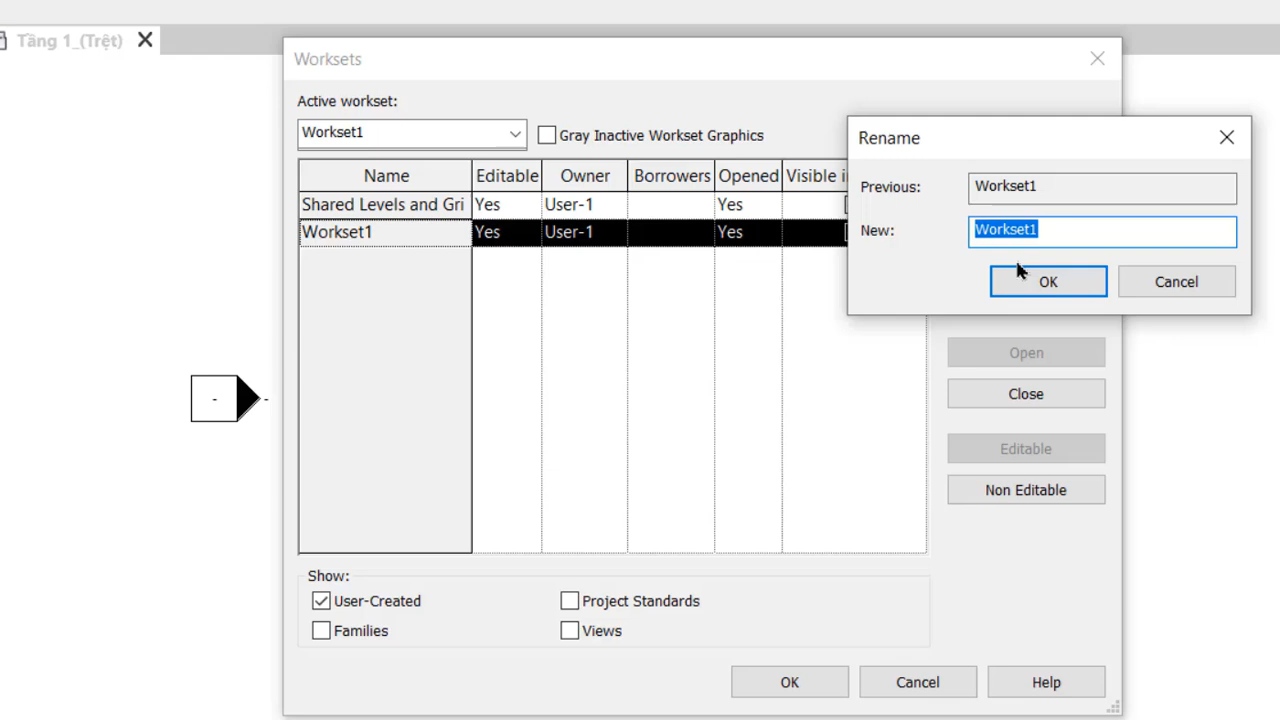 Tầng 1_(Trệt)
Worksets
Active workset:
Workset1
Gray Inactive Workset Graphics
Name Editable Owner Borrowers Opened Visible i
Shared Levels and Gri Yes User-1 Yes
Workset1 Yes User-1 Yes
Rename
Previous: Workset1
New: Workset1
OK Cancel
Open
Close
Editable
Non Editable
- -
Show:
User-Created Project Standards
Families Views
OK Cancel Help